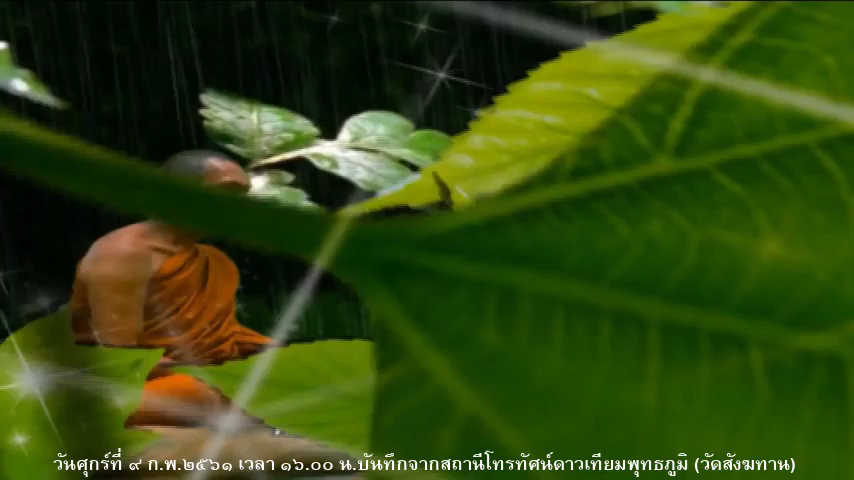 วันศุกร์ที่ ๙ ก.พ.๒๕๖๑ เวลา ๑๖.๐๐ น.บันทึกจากสถานีโทรทัศน์ดาวเทียมพุทธภูมิ (วัดสังฆทาน)